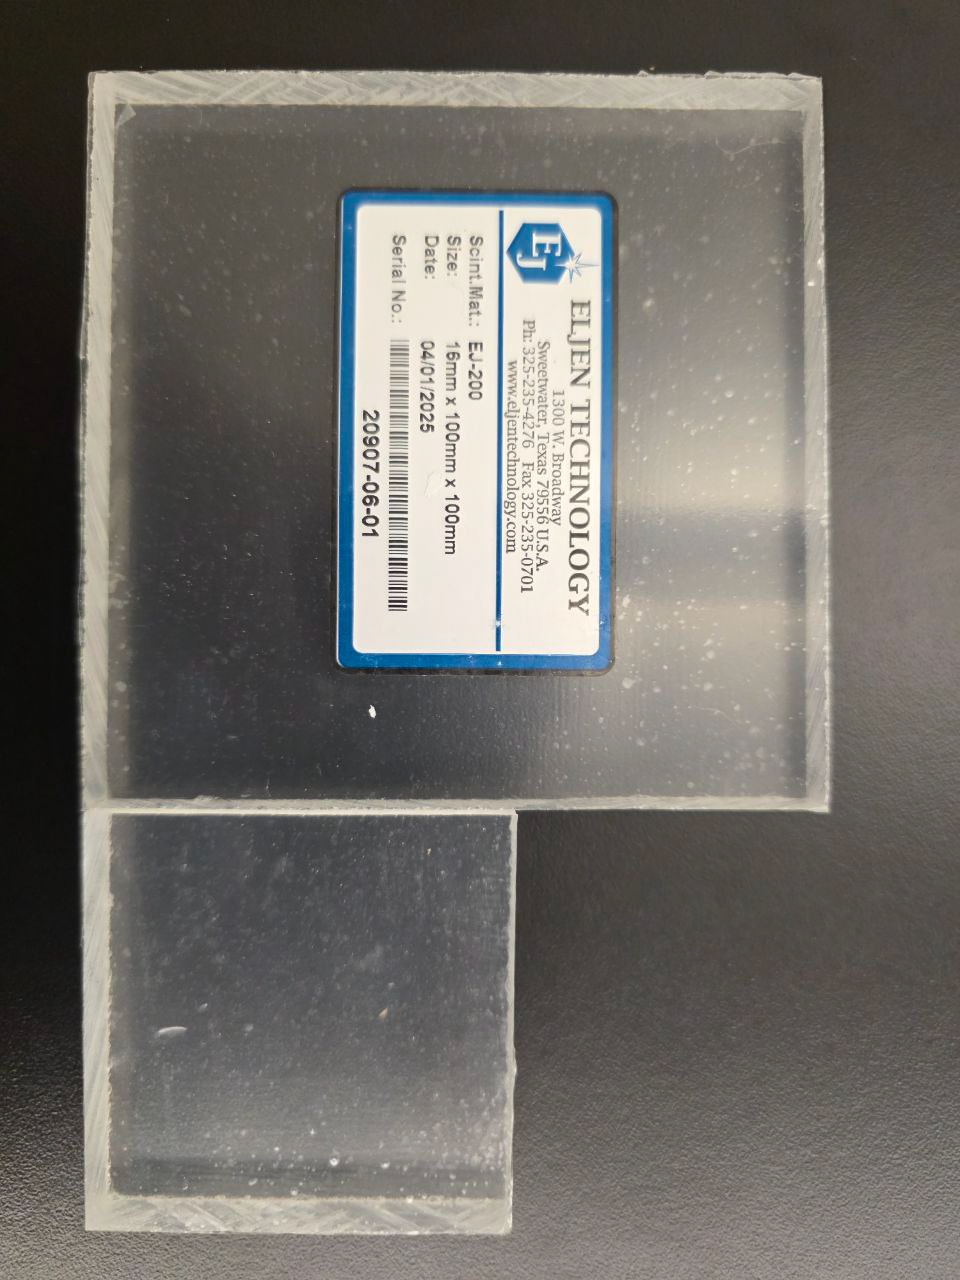 EJ
ELJEN TECHNOLOGY
1300 W. Broadway
Sweetwater, Texas 79556 U.S.A.
Ph: 325-235-4276 Fax 325-235-0701
www.eljentechnology.com
Scint.Mat.: EJ-200
Size: 16mm x 100mm x 100mm
Date: 04/01/2025
Serial No.:
20907-06-01